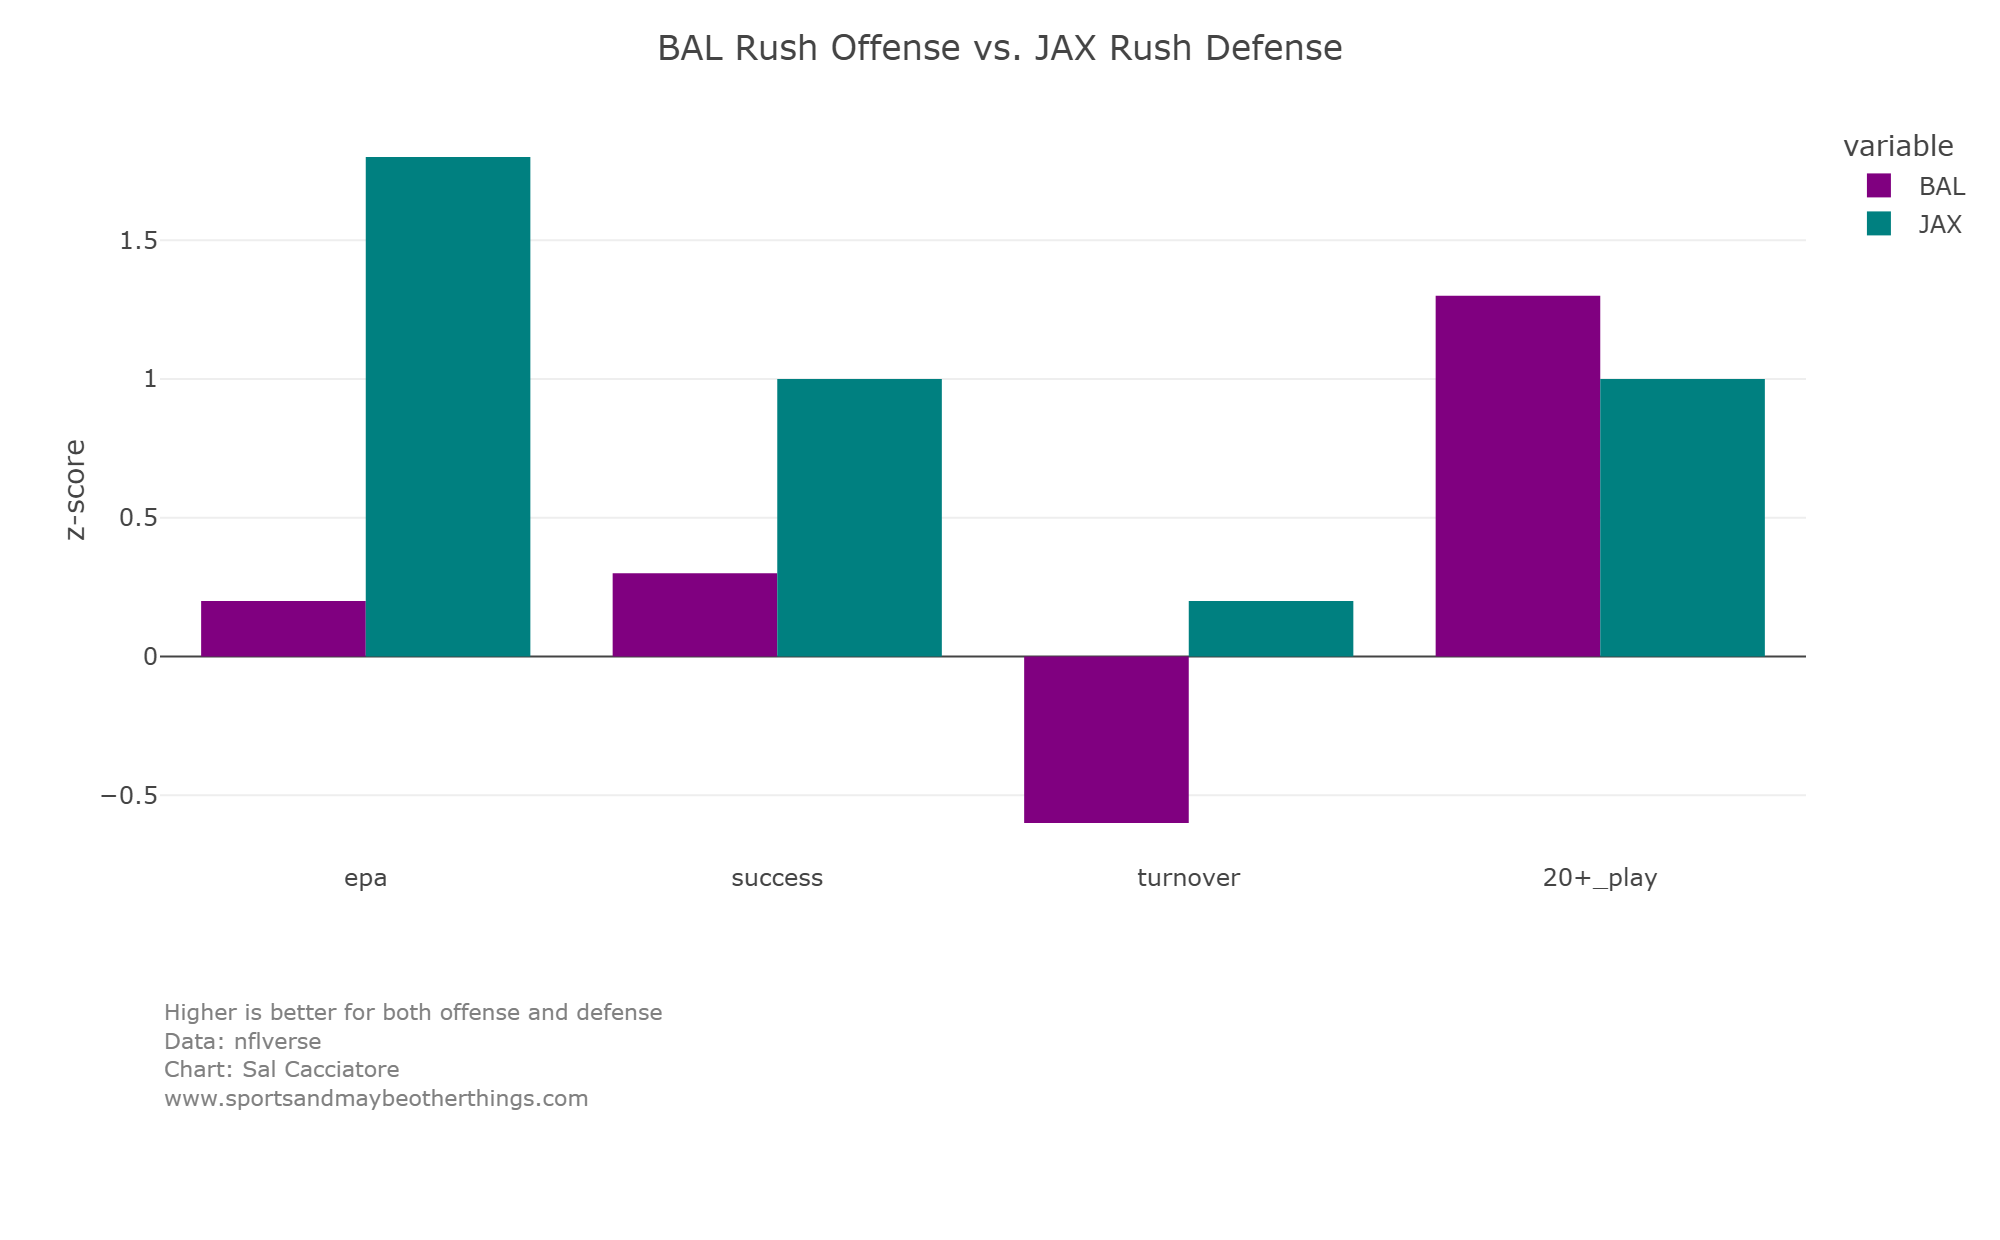 BAL Rush Offense vs. JAX Rush Defense
variable
BAL
JAX
1.5
1
0.5
0
−0.5
z-score
epa
success
turnover
20+_play
Higher is better for both offense and defense
Data: nflverse
Chart: Sal Cacciatore
www.sportsandmaybeotherthings.com